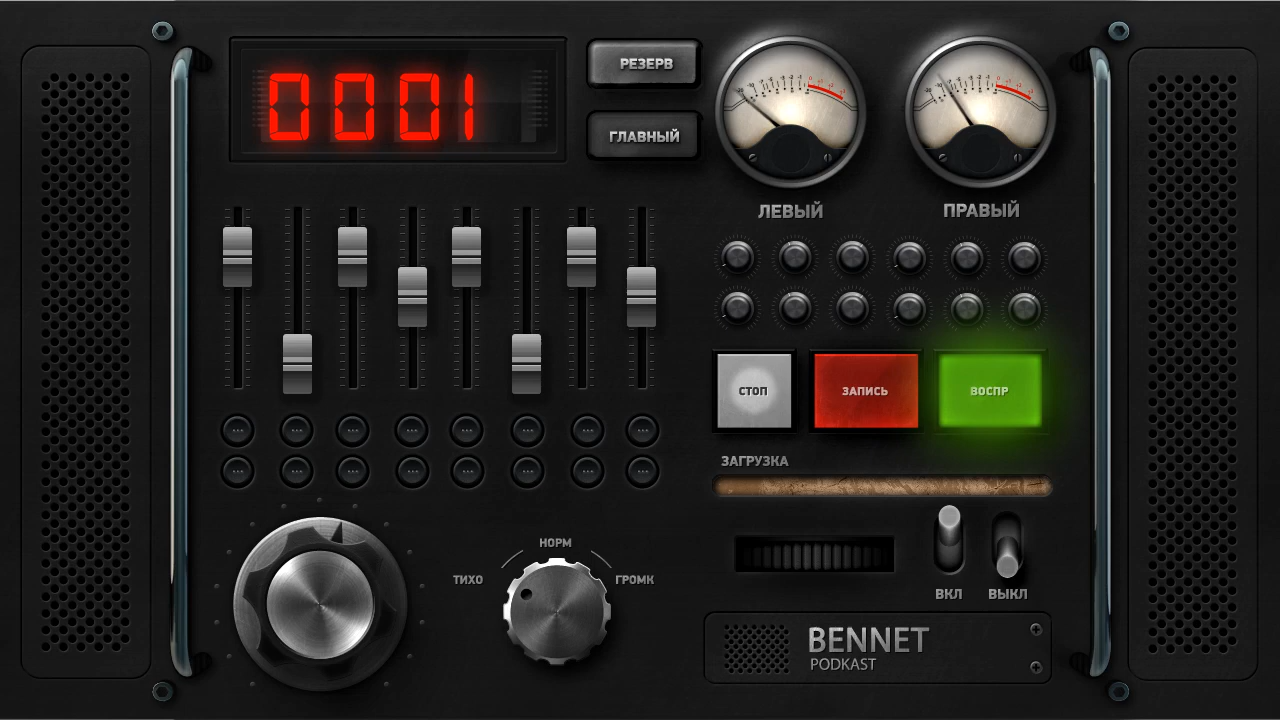 0001
РЕЗЕРВ
ГЛАВНЫЙ
ЛЕВЫЙ
ПРАВЫЙ
СТОП
ЗАПИСЬ
ВОСПР
ЗАГРУЗКА
НОРМ
ТИХО
ГРОМК
ВКЛ
ВЫКЛ
BENNET
PODKAST